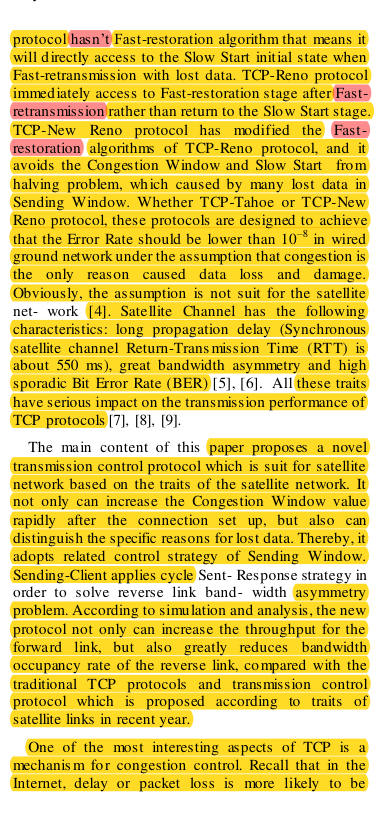 protocol hasn't Fast-restoration algorithm that means it
will directly access to the Slow Start initial state when
Fast-retransmission with lost data. TCP-Reno protocol
immediately access to Fast-restoration stage after Fast-
retransmission rather than return to the Slow Start stage.
TCP-New Reno protocol has modified the Fast-
restoration algorithms of TCP-Reno protocol, and it
avoids the Congestion Window and Slow Start from
halving problem, which caused by many lost data in
Sending Window. Whether TCP-Tahoe or TCP-New
Reno protocol, these protocols are designed to achieve
that the Error Rate should be lower than 10⁻⁸ in wired
ground network under the assumption that congestion is
the only reason caused data loss and damage.
Obviously, the assumption is not suit for the satellite
net- work [4]. Satellite Channel has the following
characteristics: long propagation delay (Synchronous
satellite channel Return-Transmission Time (RTT) is
about 550 ms), great bandwidth asymmetry and high
sporadic Bit Error Rate (BER) [5], [6]. All these traits
have serious impact on the transmission performance of
TCP protocols [7], [8], [9].
The main content of this paper proposes a novel
transmission control protocol which is suit for satellite
network based on the traits of the satellite network. It
not only can increase the Congestion Window value
rapidly after the connection set up, but also can
distinguish the specific reasons for lost data. Thereby, it
adopts related control strategy of Sending Window.
Sending-Client applies cycle Sent- Response strategy in
order to solve reverse link band- width asymmetry
problem. According to simulation and analysis, the new
protocol not only can increase the throughput for the
forward link, but also greatly reduces bandwidth
occupancy rate of the reverse link, compared with the
traditional TCP protocols and transmission control
protocol which is proposed according to traits of
satellite links in recent year.
One of the most interesting aspects of TCP is a
mechanism for congestion control. Recall that in the
Internet, delay or packet loss is more likely to be